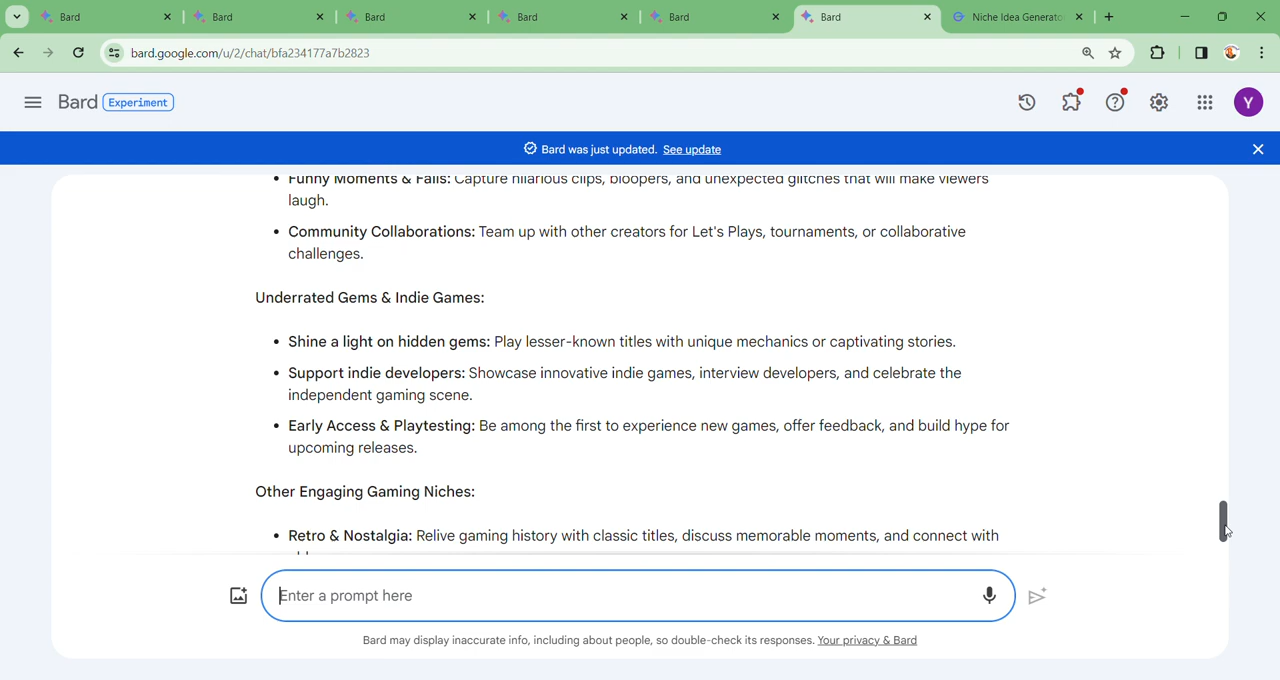 Bard
Bard
Bard
Bard
Bard
Bard
Niche Idea Generato
bard.google.com/u/2/chat/bfa234177a7b2823
Bard Experiment
Y
Bard was just updated. See update
• Funny Moments & Fails: Capture hilarious clips, bloopers, and unexpected glitches that will make viewers
laugh.
• Community Collaborations: Team up with other creators for Let's Plays, tournaments, or collaborative
challenges.
Underrated Gems & Indie Games:
• Shine a light on hidden gems: Play lesser-known titles with unique mechanics or captivating stories.
• Support indie developers: Showcase innovative indie games, interview developers, and celebrate the
independent gaming scene.
• Early Access & Playtesting: Be among the first to experience new games, offer feedback, and build hype for
upcoming releases.
Other Engaging Gaming Niches:
• Retro & Nostalgia: Relive gaming history with classic titles, discuss memorable moments, and connect with
Enter a prompt here
Bard may display inaccurate info, including about people, so double-check its responses. Your privacy & Bard